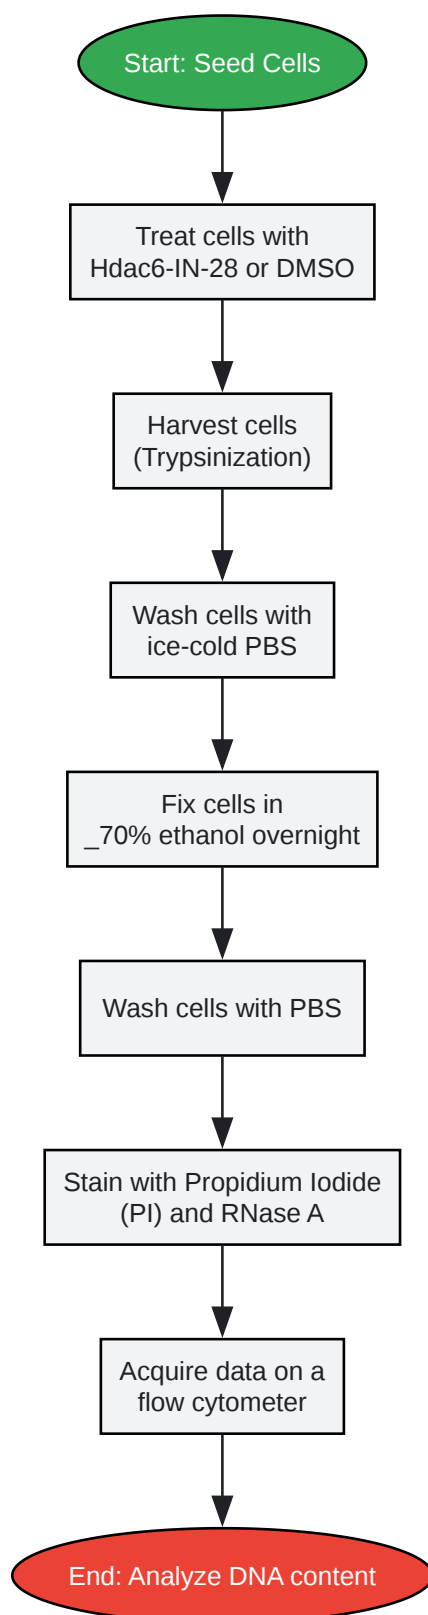 Start: Seed Cells
Treat cells with
Hdac6-IN-28 or DMSO
Harvest cells
(Trypsinization)
Wash cells with
ice-cold PBS
Fix cells in
_70% ethanol overnight
Wash cells with PBS
Stain with Propidium Iodide
(PI) and RNase A
Acquire data on a
flow cytometer
End: Analyze DNA content